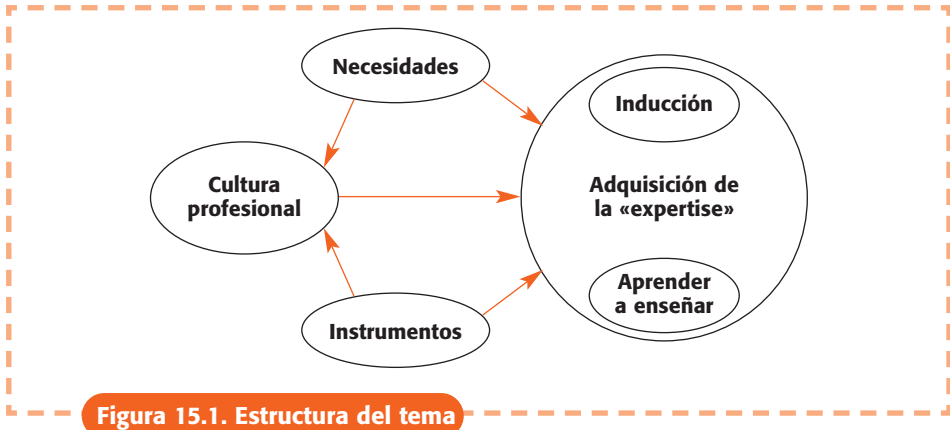 Necesidades
Inducción
Cultura
profesional
Adquisición de
la «expertise»
Aprender
a enseñar
Instrumentos
Figura 15.1. Estructura del tema